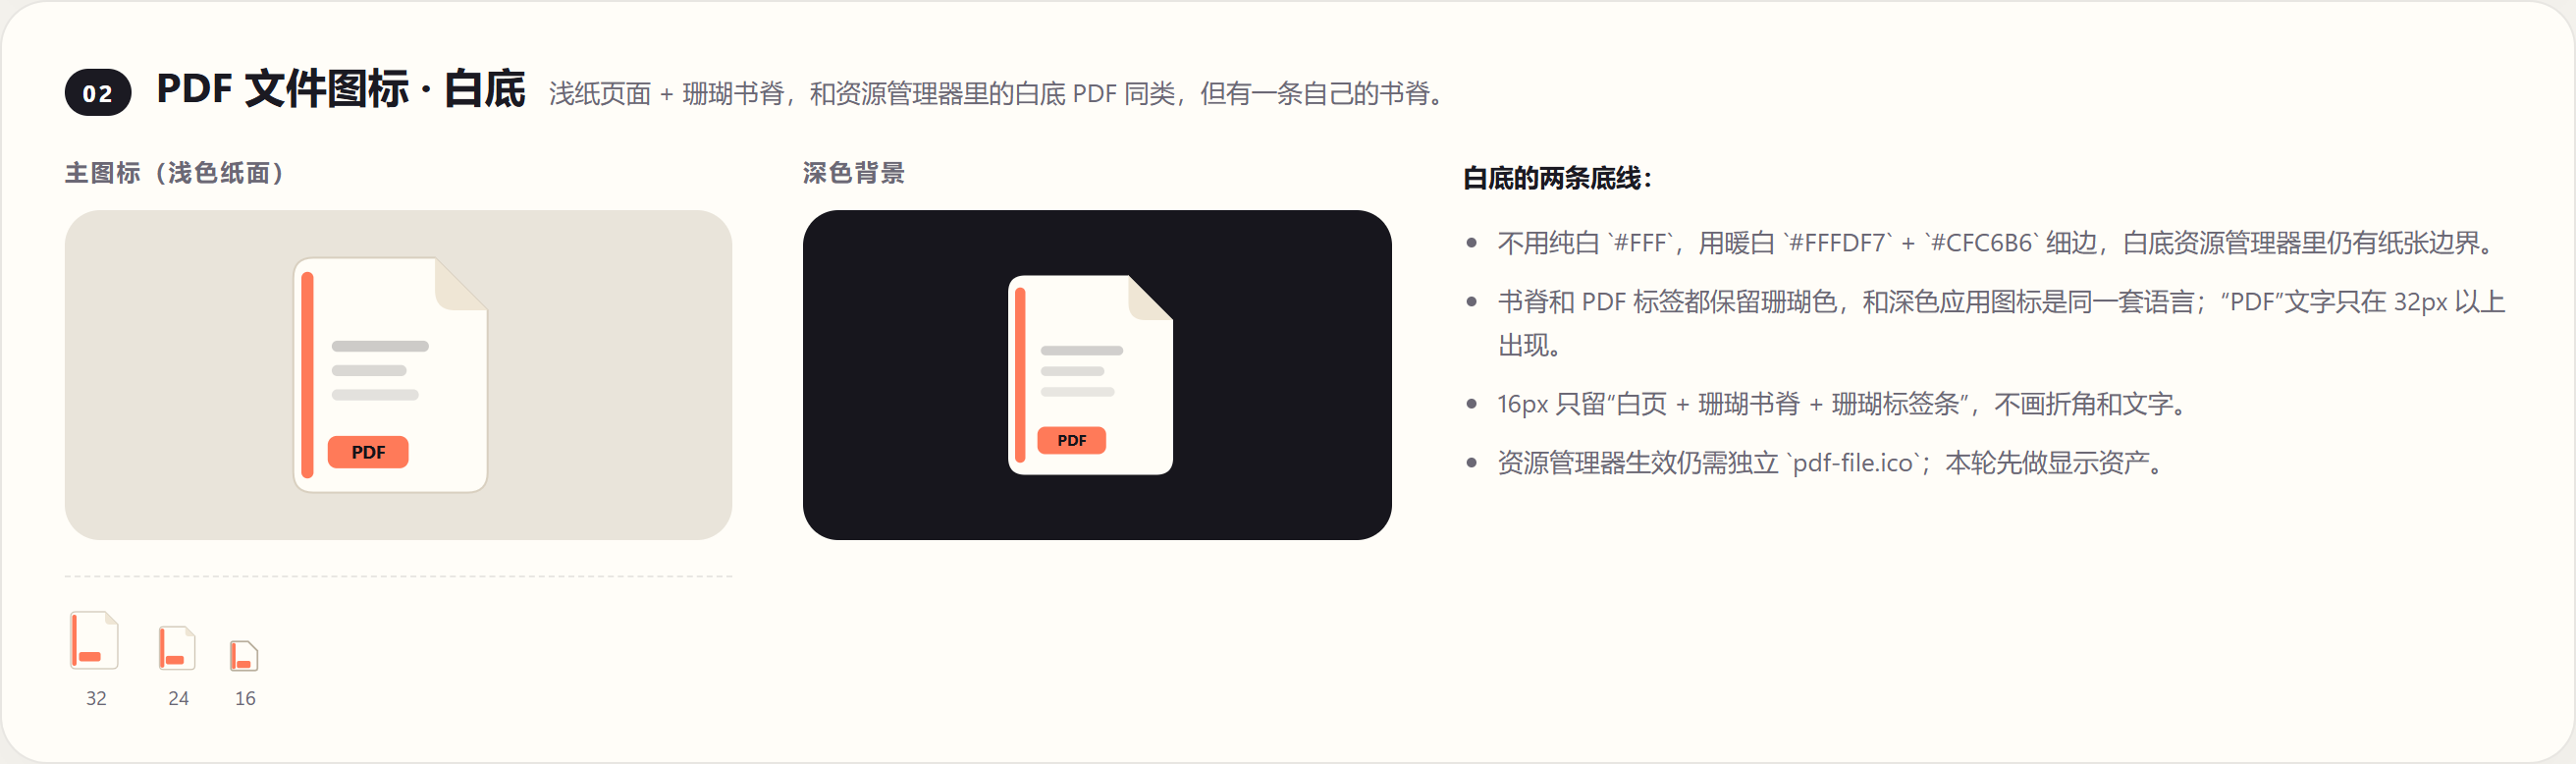 02 PDF 文件图标 · 白底 浅纸页面 + 珊瑚书脊，和资源管理器里的白底 PDF 同类，但有一条自己的书脊。
主图标（浅色纸面）
PDF
32 24 16
深色背景
PDF
白底的两条底线：
不用纯白 `#FFF`，用暖白 `#FFFDF7` + `#CFC6B6` 细边，白底资源管理器里仍有纸张边界。
书脊和 PDF 标签都保留珊瑚色，和深色应用图标是同一套语言；“PDF”文字只在 32px 以上
出现。
16px 只留“白页 + 珊瑚书脊 + 珊瑚标签条”，不画折角和文字。
资源管理器生效仍需独立 `pdf-file.ico`；本轮先做显示资产。